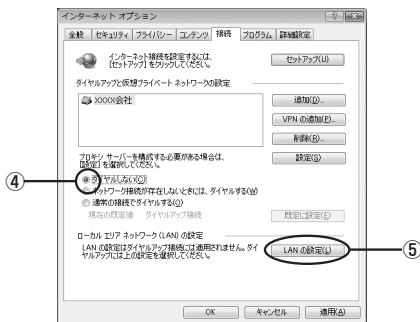 インターネット オプション
全般 セキュリティ プライバシー コンテンツ 接続 プログラム 詳細設定
インターネット接続を設定するには、
[セットアップ] をクリックしてください。
セットアップ(U)
ダイヤルアップと仮想プライベート ネットワークの設定
XXXX会社
追加(D)...
VPN の追加(P)...
削除(R)...
プロキシ サーバーを構成する必要がある場合は、
[設定] を選択してください。
設定(S)
④
ダイヤルしない(C)
ネットワーク接続が存在しないときには、ダイヤルする(W)
通常の接続でダイヤルする(O)
現在の既定値: ダイヤルアップ接続
既定に設定(E)
ローカル エリア ネットワーク (LAN) の設定
LAN の設定はダイヤルアップ接続には適用されません。ダイ
ヤルアップには上の設定を選択してください。
LAN の設定(L)
⑤
OK キャンセル 適用(A)